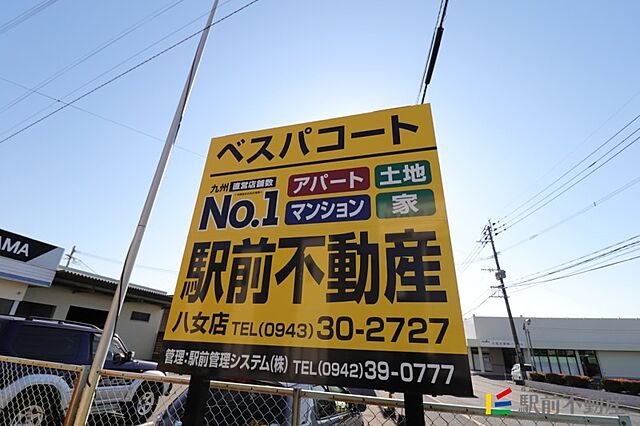 ベスパコート
九州 直営店舗数
No.1
アパート 土地
マンション 家
駅前不動産
八女店 TEL(0943)30-2727
管理:駅前管理システム(株) TEL(0942)39-0777
AMA
駅前不動産